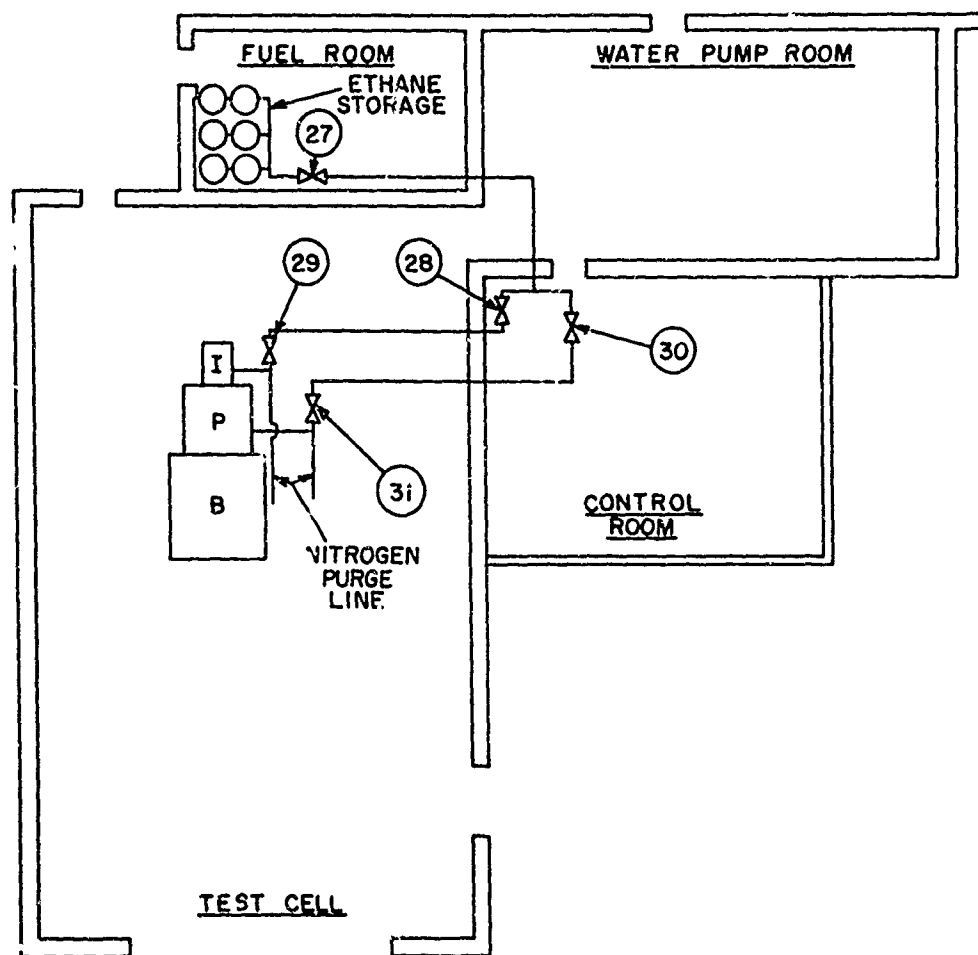 FUEL ROOM
WATER PUMP ROOM
ETHANE
STORAGE
27
29
28
30
I
P
B
31
CONTROL
ROOM
NITROGEN
PURGE
LINE
TEST CELL